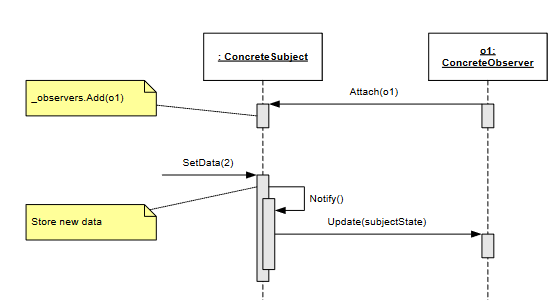 : ConcreteSubject
o1:
ConcreteObserver
_observers.Add(o1)
Attach(o1)
SetData(2)
Notify()
Store new data
Update(subjectState)